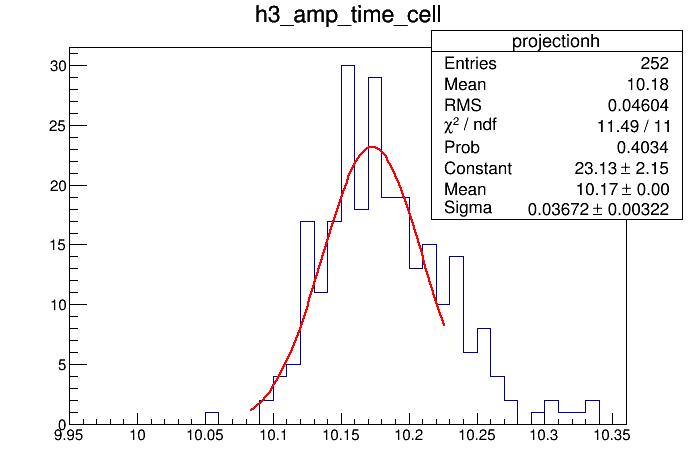 h3_amp_time_cell
projectionh
Entries 252
Mean 10.18
RMS 0.04604
χ² / ndf 11.49 / 11
Prob 0.4034
Constant 23.13 ± 2.15
Mean 10.17 ± 0.00
Sigma 0.03672 ± 0.00322
30
25
20
15
10
5
0
9.95 10 10.05 10.1 10.15 10.2 10.25 10.3 10.35